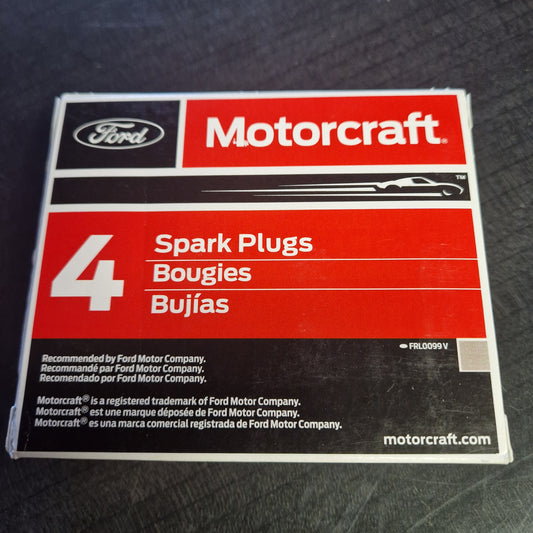 Ford
Motorcraft®
TM
4
Spark Plugs
Bougies
Bujías
FRL0099 V
Recommended by Ford Motor Company.
Recommandé par Ford Motor Company.
Recomendado por Ford Motor Company.
Motorcraft® is a registered trademark of Ford Motor Company.
Motorcraft® est une marque déposée de Ford Motor Company.
Motorcraft® es una marca comercial registrada de Ford Motor Company.
motorcraft.com